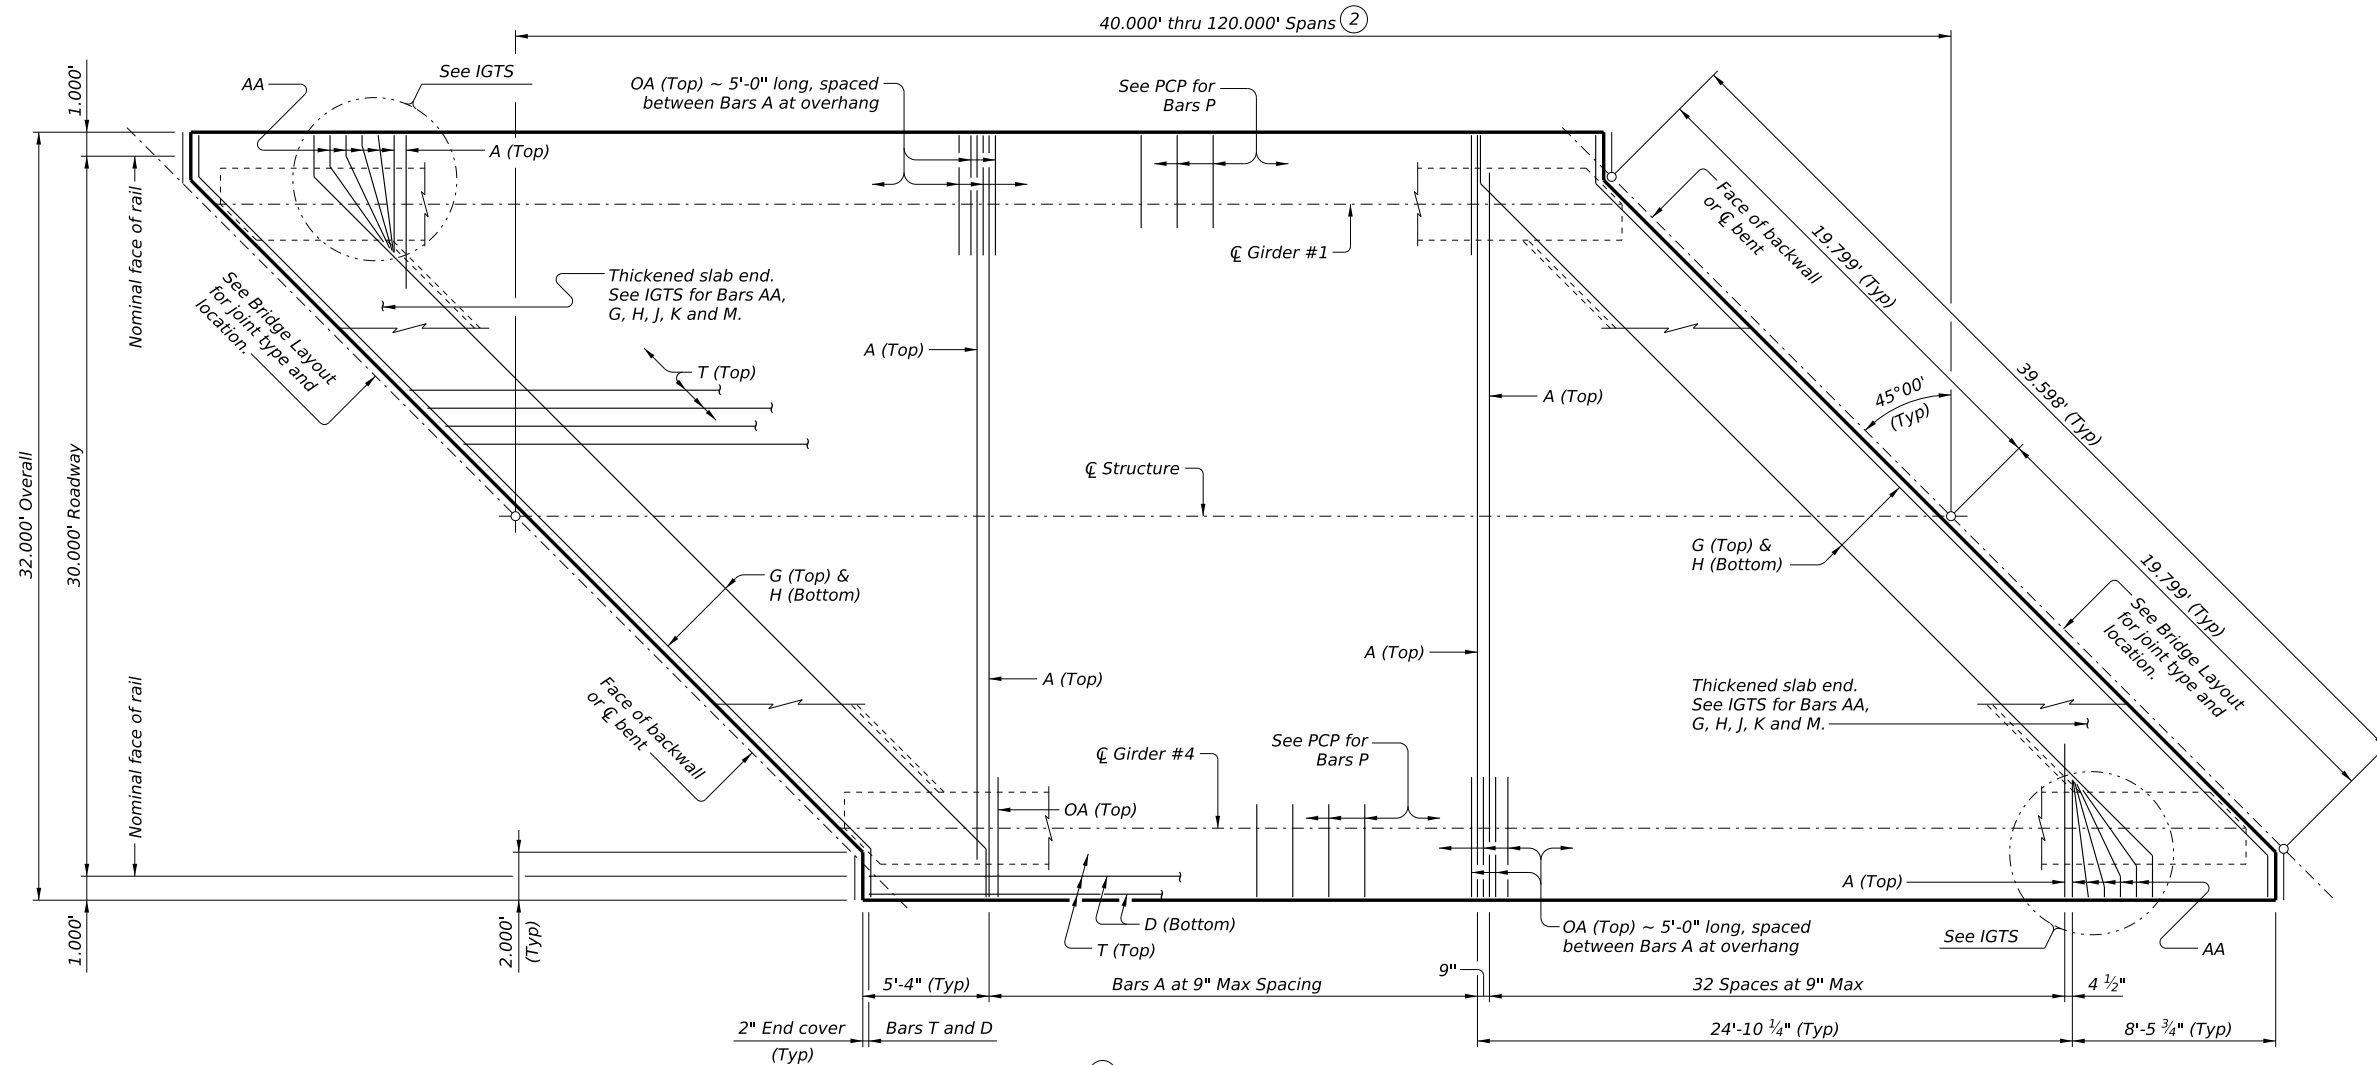 40.000' thru 120.000' Spans 2
1.000'
AA
See IGTS
OA (Top) ~ 5'-0" long, spaced
between Bars A at overhang
See PCP for
Bars P
A (Top)
Nominal face of rail
Face of backwall
or ℄ bent
19.799' (Typ)
39.598' (Typ)
℄ Girder #1
Thickened slab end.
See IGTS for Bars AA,
G, H, J, K and M.
See Bridge Layout
for joint type and
location.
A (Top)
T (Top)
A (Top)
45°00'
(Typ)
32.000' Overall
30.000' Roadway
℄ Structure
G (Top) &
H (Bottom)
G (Top) &
H (Bottom)
19.799' (Typ)
See Bridge Layout
for joint type and
location.
A (Top)
A (Top)
Thickened slab end.
See IGTS for Bars AA,
G, H, J, K and M.
Face of backwall
or ℄ bent
Nominal face of rail
℄ Girder #4
See PCP for
Bars P
OA (Top)
A (Top)
1.000'
2.000'
(Typ)
D (Bottom)
T (Top)
OA (Top) ~ 5'-0" long, spaced
between Bars A at overhang
See IGTS
AA
5'-4" (Typ)
Bars A at 9" Max Spacing
9"
32 Spaces at 9" Max
4 ½"
2" End cover
(Typ)
Bars T and D
24'-10 ¼" (Typ)
8'-5 ¾" (Typ)